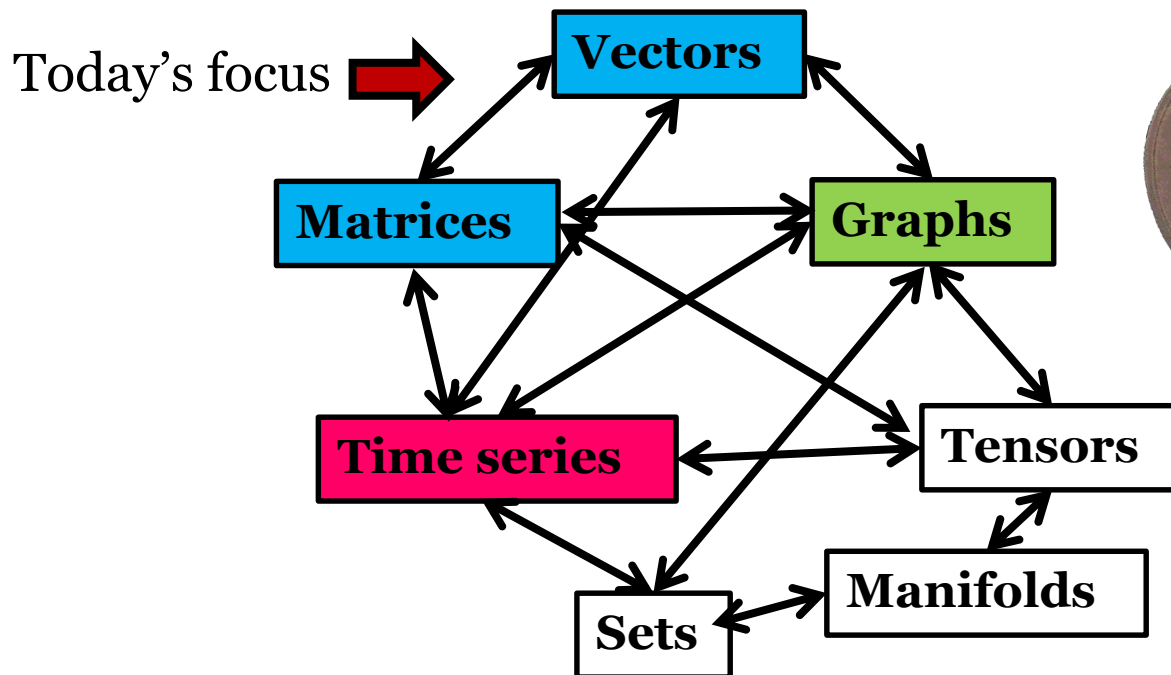 Vectors
Today’s focus
Matrices
Graphs
Time series
Tensors
Manifolds
Sets